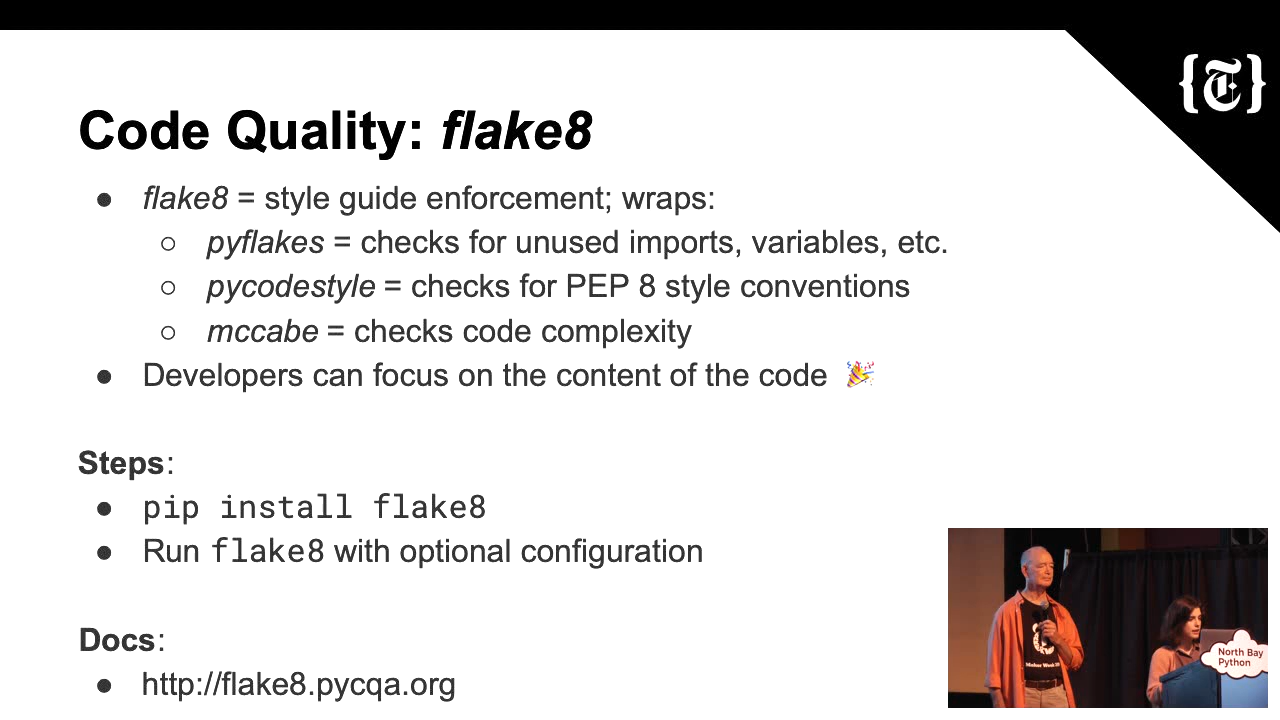 {T}
Code Quality: flake8
● flake8 = style guide enforcement; wraps:
○ pyflakes = checks for unused imports, variables, etc.
○ pycodestyle = checks for PEP 8 style conventions
○ mccabe = checks code complexity
● Developers can focus on the content of the code 🎉
Steps:
● pip install flake8
● Run flake8 with optional configuration
Docs:
● http://flake8.pycqa.org
North Bay
Python